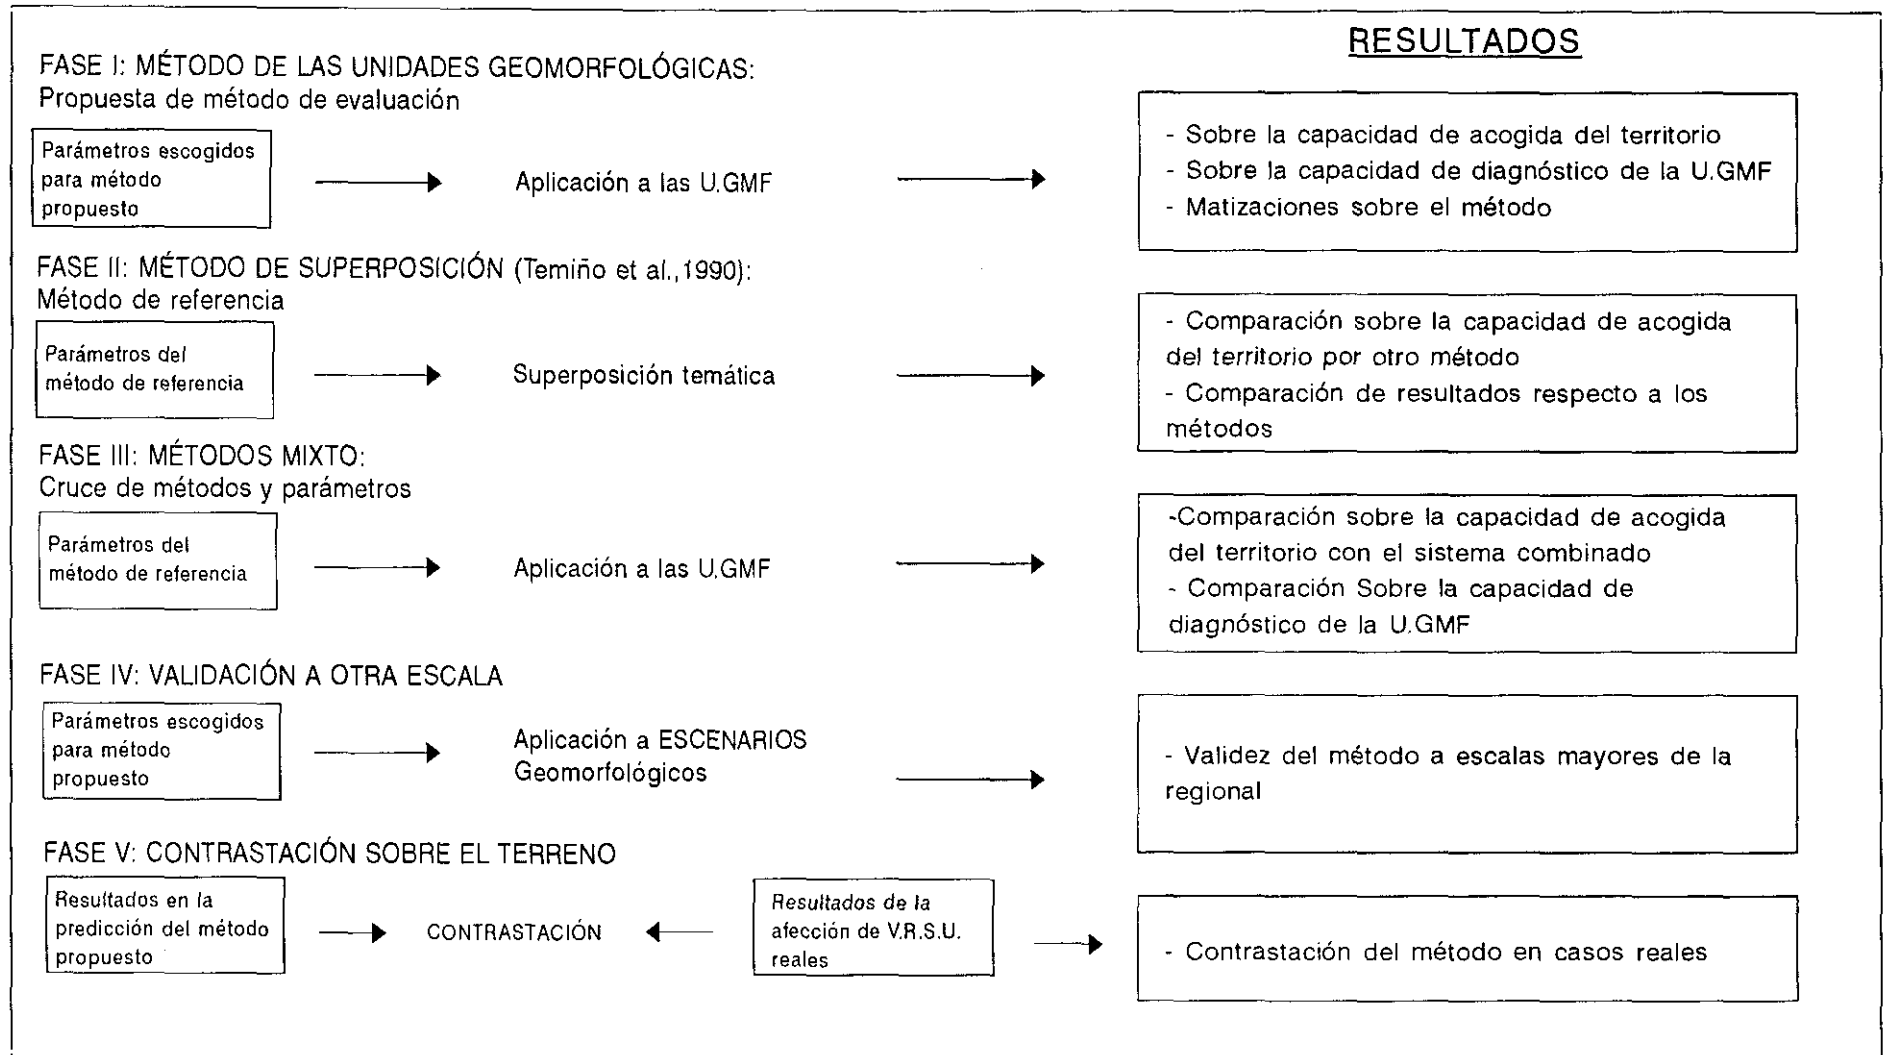 RESULTADOS
FASE I: MÉTODO DE LAS UNIDADES GEOMORFOLÓGICAS:
Propuesta de método de evaluación
Parámetros escogidos
para método
propuesto
Aplicación a las U.GMF
- Sobre la capacidad de acogida del territorio
- Sobre la capacidad de diagnóstico de la U.GMF
- Matizaciones sobre el método
FASE II: MÉTODO DE SUPERPOSICIÓN (Temiño et al.,1990):
Método de referencia
Parámetros del
método de referencia
Superposición temática
- Comparación sobre la capacidad de acogida
del territorio por otro método
- Comparación de resultados respecto a los
métodos
FASE III: MÉTODOS MIXTO:
Cruce de métodos y parámetros
Parámetros del
método de referencia
Aplicación a las U.GMF
-Comparación sobre la capacidad de acogida
del territorio con el sistema combinado
- Comparación Sobre la capacidad de
diagnóstico de la U.GMF
FASE IV: VALIDACIÓN A OTRA ESCALA
Parámetros escogidos
para método
propuesto
Aplicación a ESCENARIOS
Geomorfológicos
- Validez del método a escalas mayores de la
regional
FASE V: CONTRASTACIÓN SOBRE EL TERRENO
Resultados en la
predicción del método
propuesto
CONTRASTACIÓN
Resultados de la
afección de V.R.S.U.
reales
- Contrastación del método en casos reales